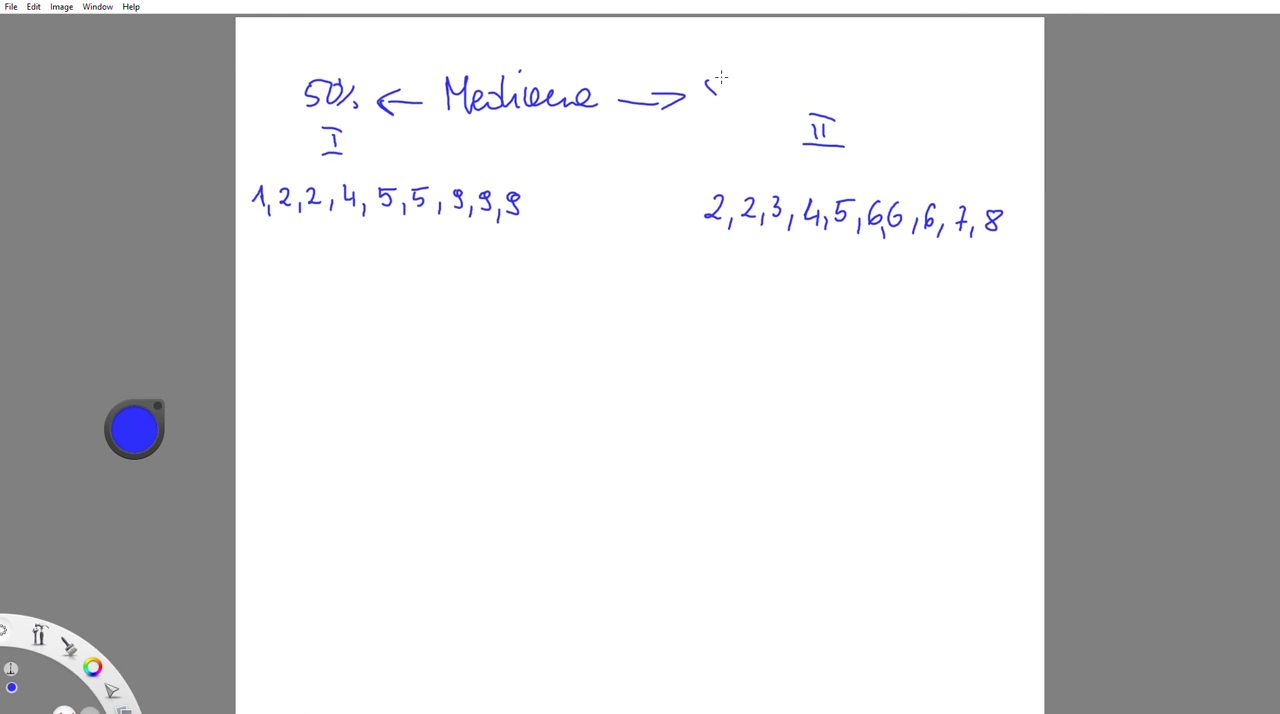 File Edit Image Window Help
50% ← Mediana →
I
II
1, 2, 2, 4, 5, 5, 9, 9, 9
2, 2, 3, 4, 5, 6, 6, 6, 7, 8